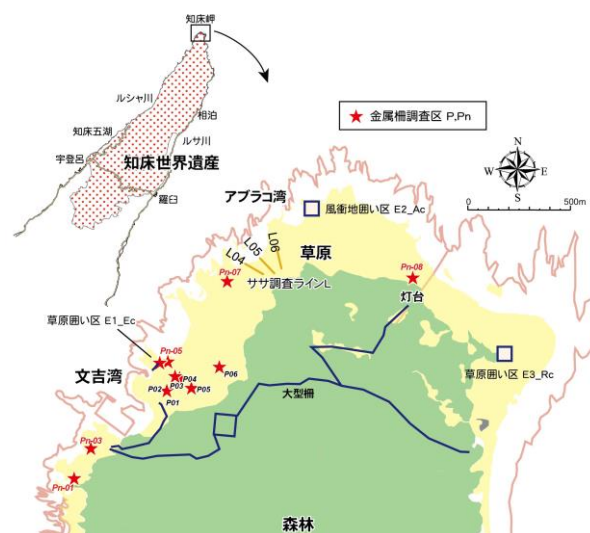 知床岬
ルシャ川
相泊
知床五湖
ルサ川
宇登呂
知床世界遺産
羅臼
★ 金属柵調査区 P,Pn
N
W E
S
0 500m
アブラコ湾
風衝地囲い区 E2_Ac
L04
L05
L06
草原
Pn-07
Pn-08
ササ調査ラインL
灯台
草原囲い区 E1_Ec
Pn-05
文吉湾
P06
P04
P03
P02
P05
P01
草原囲い区 E3_Rc
大型柵
Pn-03
Pn-01
森林